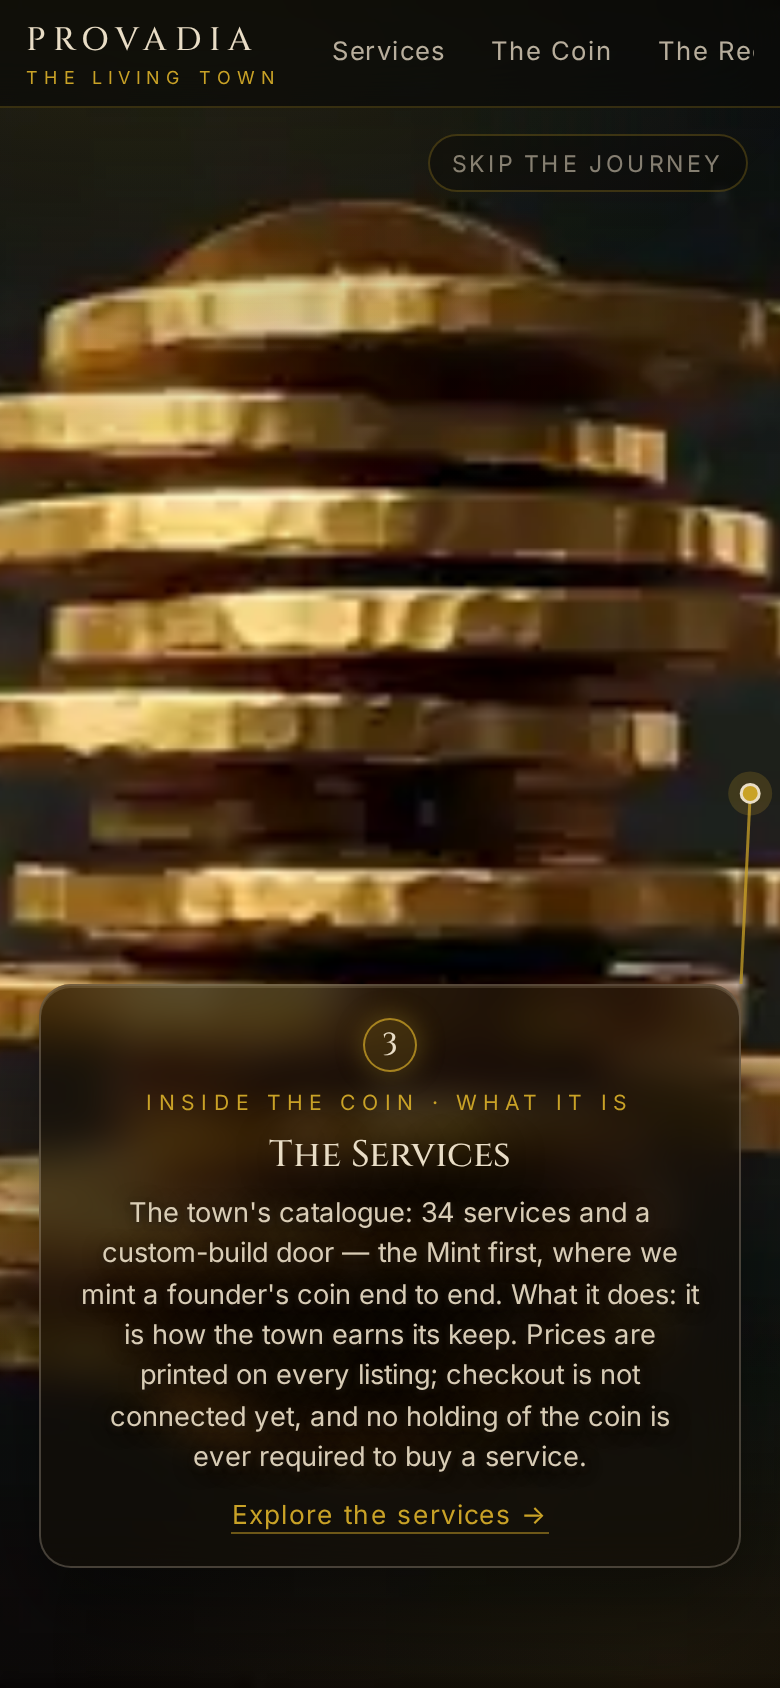 PROVADIA
THE LIVING TOWN
Services The Coin The Re
SKIP THE JOURNEY
3
INSIDE THE COIN · WHAT IT IS
The Services
The town's catalogue: 34 services and a
custom-build door — the Mint first, where we
mint a founder's coin end to end. What it does: it
is how the town earns its keep. Prices are
printed on every listing; checkout is not
connected yet, and no holding of the coin is
ever required to buy a service.
Explore the services →